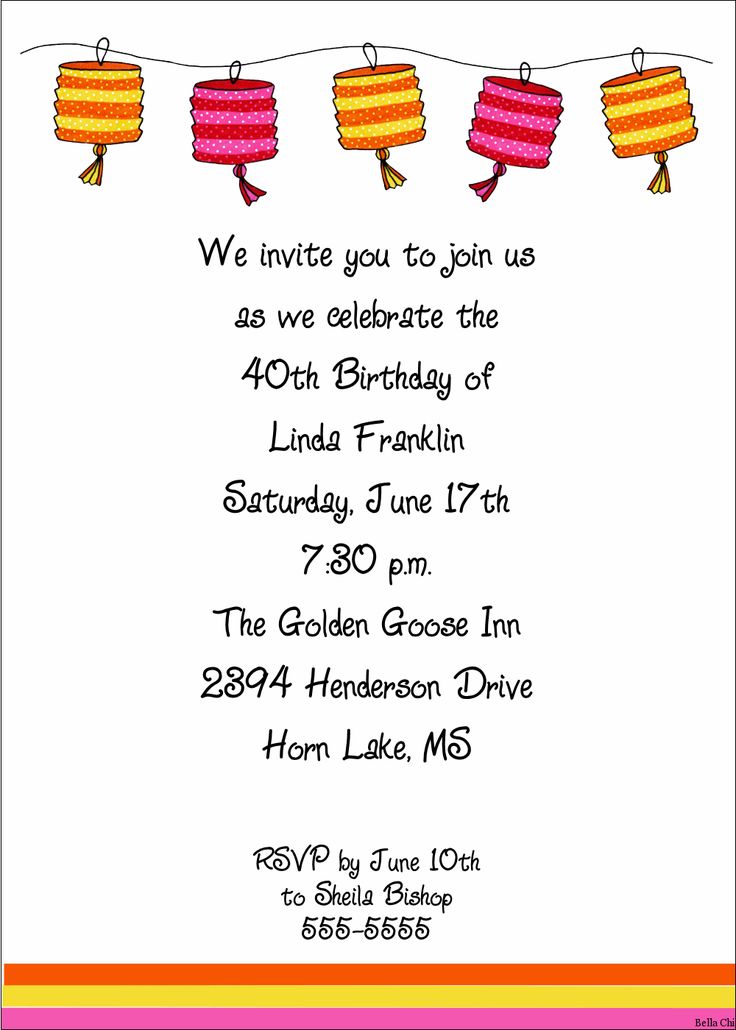 We invite you to join us
as we celebrate the
40th Birthday of
Linda Franklin
Saturday, June 17th
7:30 p.m.
The Golden Goose Inn
2394 Henderson Drive
Horn Lake, MS
RSVP by June 10th
to Sheila Bishop
555-5555
Bella Chi